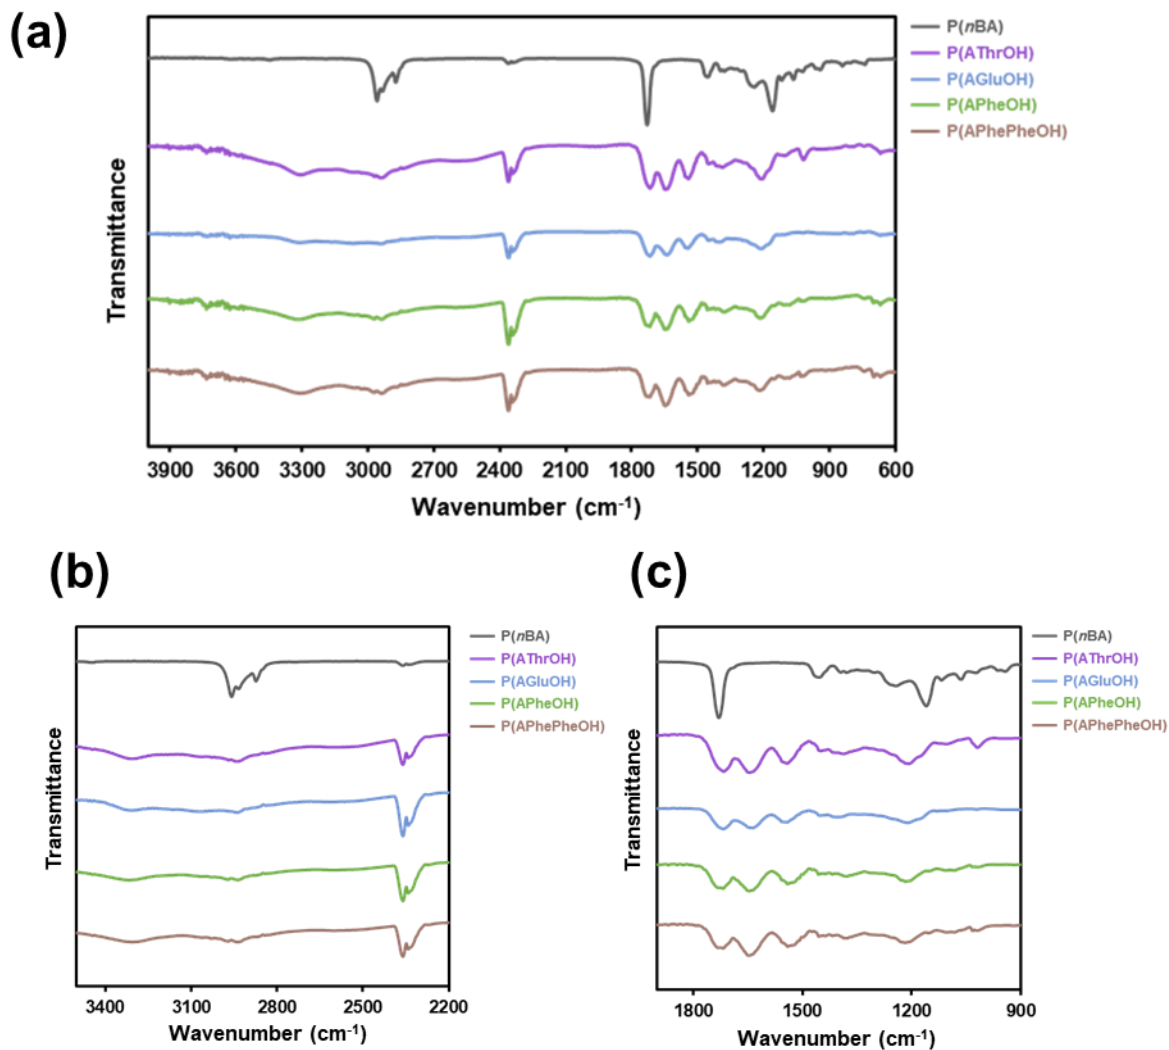 (a)
P(nBA)
P(AThrOH)
P(AGluOH)
P(APheOH)
P(APhePheOH)
Transmittance
3900 3600 3300 3000 2700 2400 2100 1800 1500 1200 900 600
Wavenumber (cm-1)
(b)
P(nBA)
P(AThrOH)
P(AGluOH)
P(APheOH)
P(APhePheOH)
Transmittance
3400 3100 2800 2500 2200
Wavenumber (cm-1)
(c)
P(nBA)
P(AThrOH)
P(AGluOH)
P(APheOH)
P(APhePheOH)
Transmittance
1800 1500 1200 900
Wavenumber (cm-1)